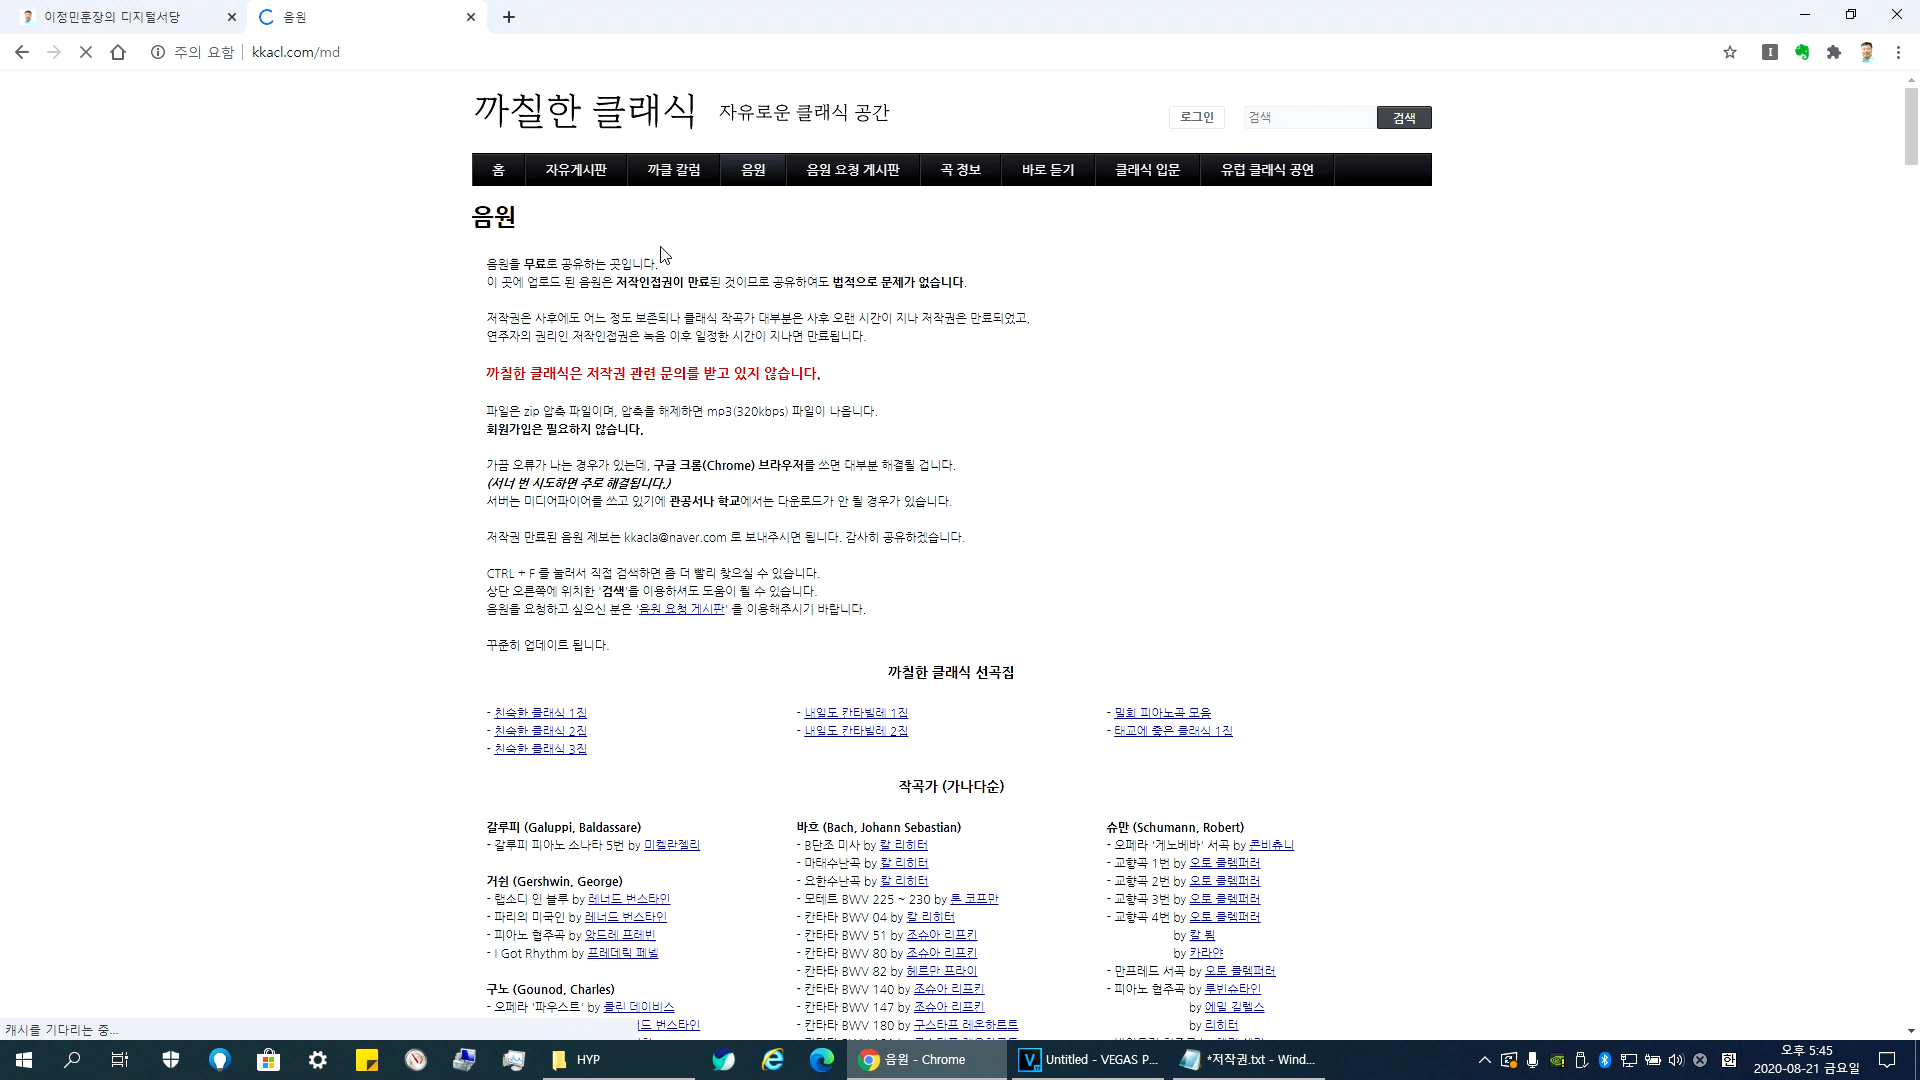 이정민훈장의 디지털서당
음원
주의 요함
kkacl.com/md
까칠한 클래식
자유로운 클래식 공간
로그인
검색
검색
홈
자유게시판
까클 칼럼
음원
음원 요청 게시판
곡 정보
바로 듣기
클래식 입문
유럽 클래식 공연
음원
음원을 무료로 공유하는 곳입니다.
이 곳에 업로드 된 음원은 저작인접권이 만료된 것이므로 공유하여도 법적으로 문제가 없습니다.
저작권은 사후에도 어느 정도 보존되나 클래식 작곡가 대부분은 사후 오랜 시간이 지나 저작권은 만료되었고,
연주자의 권리인 저작인접권은 녹음 이후 일정한 시간이 지나면 만료됩니다.
까칠한 클래식은 저작권 관련 문의를 받고 있지 않습니다.
파일은 zip 압축 파일이며, 압축을 해제하면 mp3(320kbps) 파일이 나옵니다.
회원가입은 필요하지 않습니다.
가끔 오류가 나는 경우가 있는데, 구글 크롬(Chrome) 브라우저를 쓰면 대부분 해결될 겁니다.
(서너 번 시도하면 주로 해결됩니다.)
서버는 미디어파이어를 쓰고 있기에 관공서나 학교에서는 다운로드가 안 될 경우가 있습니다.
저작권 만료된 음원 제보는 kkacla@naver.com 로 보내주시면 됩니다. 감사히 공유하겠습니다.
CTRL + F 를 눌러서 직접 검색하면 좀 더 빨리 찾으실 수 있습니다.
상단 오른쪽에 위치한 '검색'을 이용하셔도 도움이 될 수 있습니다.
음원을 요청하고 싶으신 분은 '음원 요청 게시판' 을 이용해주시기 바랍니다.
꾸준히 업데이트 됩니다.
까칠한 클래식 선곡집
- 친숙한 클래식 1집
- 친숙한 클래식 2집
- 친숙한 클래식 3집
- 내일도 칸타빌레 1집
- 내일도 칸타빌레 2집
- 밀회 피아노곡 모음
- 태교에 좋은 클래식 1집
작곡가 (가나다순)
갈루피 (Galuppi, Baldassare)
- 갈루피 피아노 소나타 5번 by 미켈란젤리
거쉰 (Gershwin, George)
- 랩소디 인 블루 by 레너드 번스타인
- 파리의 미국인 by 레너드 번스타인
- 피아노 협주곡 by 앙드레 프레빈
- I Got Rhythm by 프레데릭 페넬
구노 (Gounod, Charles)
- 오페라 '파우스트' by 콜린 데이비스
드 번스타인
바흐 (Bach, Johann Sebastian)
- B단조 미사 by 칼 리히터
- 마태수난곡 by 칼 리히터
- 요한수난곡 by 칼 리히터
- 모테트 BWV 225 ~ 230 by 톤 코프만
- 칸타타 BWV 04 by 칼 리히터
- 칸타타 BWV 51 by 조슈아 리프킨
- 칸타타 BWV 80 by 조슈아 리프킨
- 칸타타 BWV 82 by 헤르만 프라이
- 칸타타 BWV 140 by 조슈아 리프킨
- 칸타타 BWV 147 by 조슈아 리프킨
- 칸타타 BWV 180 by 구스타프 레온하르트
슈만 (Schumann, Robert)
- 오페라 '게노베바' 서곡 by 콘비츄니
- 교향곡 1번 by 오토 클렘퍼러
- 교향곡 2번 by 오토 클렘퍼러
- 교향곡 3번 by 오토 클렘퍼러
- 교향곡 4번 by 오토 클렘퍼러
by 칼 뵘
by 카라얀
- 만프레드 서곡 by 오토 클렘퍼러
- 피아노 협주곡 by 루빈슈타인
by 에밀 길렐스
by 리히터
캐시를 기다리는 중...
HYP
음원 - Chrome
Untitled - VEGAS P...
*저작권.txt - Wind...
한
오후 5:45
2020-08-21 금요일